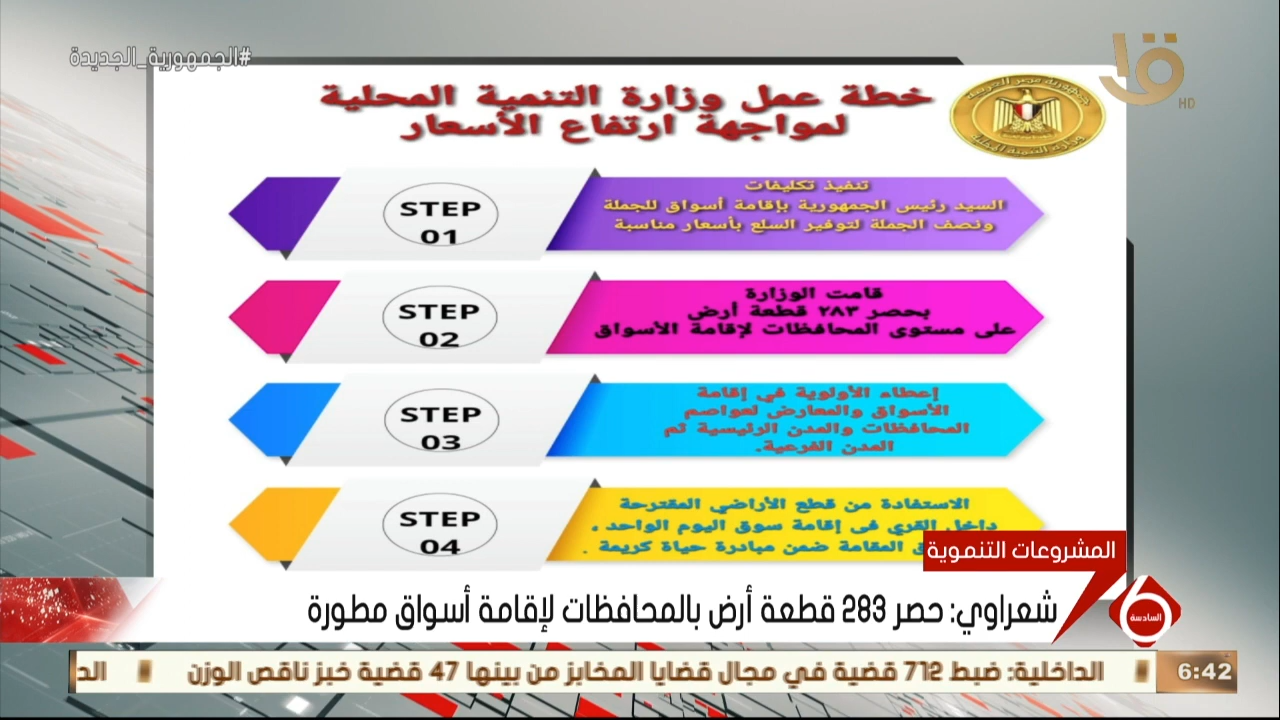 #الجمهورية_الجديدة
HD
خطة عمل وزارة التنمية المحلية
لمواجهة ارتفاع الأسعار
STEP
01
تنفيذ تكليفات
السيد رئيس الجمهورية بإقامة أسواق للجملة
ونصف الجملة لتوفير السلع بأسعار مناسبة
STEP
02
قامت الوزارة
بحصر ٢٨٣ قطعة أرض
على مستوى المحافظات لإقامة الأسواق
STEP
03
إعطاء الأولوية في إقامة
الأسواق والمعارض لعواصم
المحافظات والمدن الرئيسية ثم
المدن الفرعية.
STEP
04
الاستفادة من قطع الأراضي المقترحة
داخل القري فى إقامة سوق اليوم الواحد ،
المقامة ضمن مبادرة حياة كريمة .
المشروعات التنموية
شعراوي: حصر 283 قطعة أرض بالمحافظات لإقامة أسواق مطورة
السادسة
الداخلية: ضبط 712 قضية في مجال قضايا المخابز من بينها 47 قضية خبز ناقص الوزن
6:42